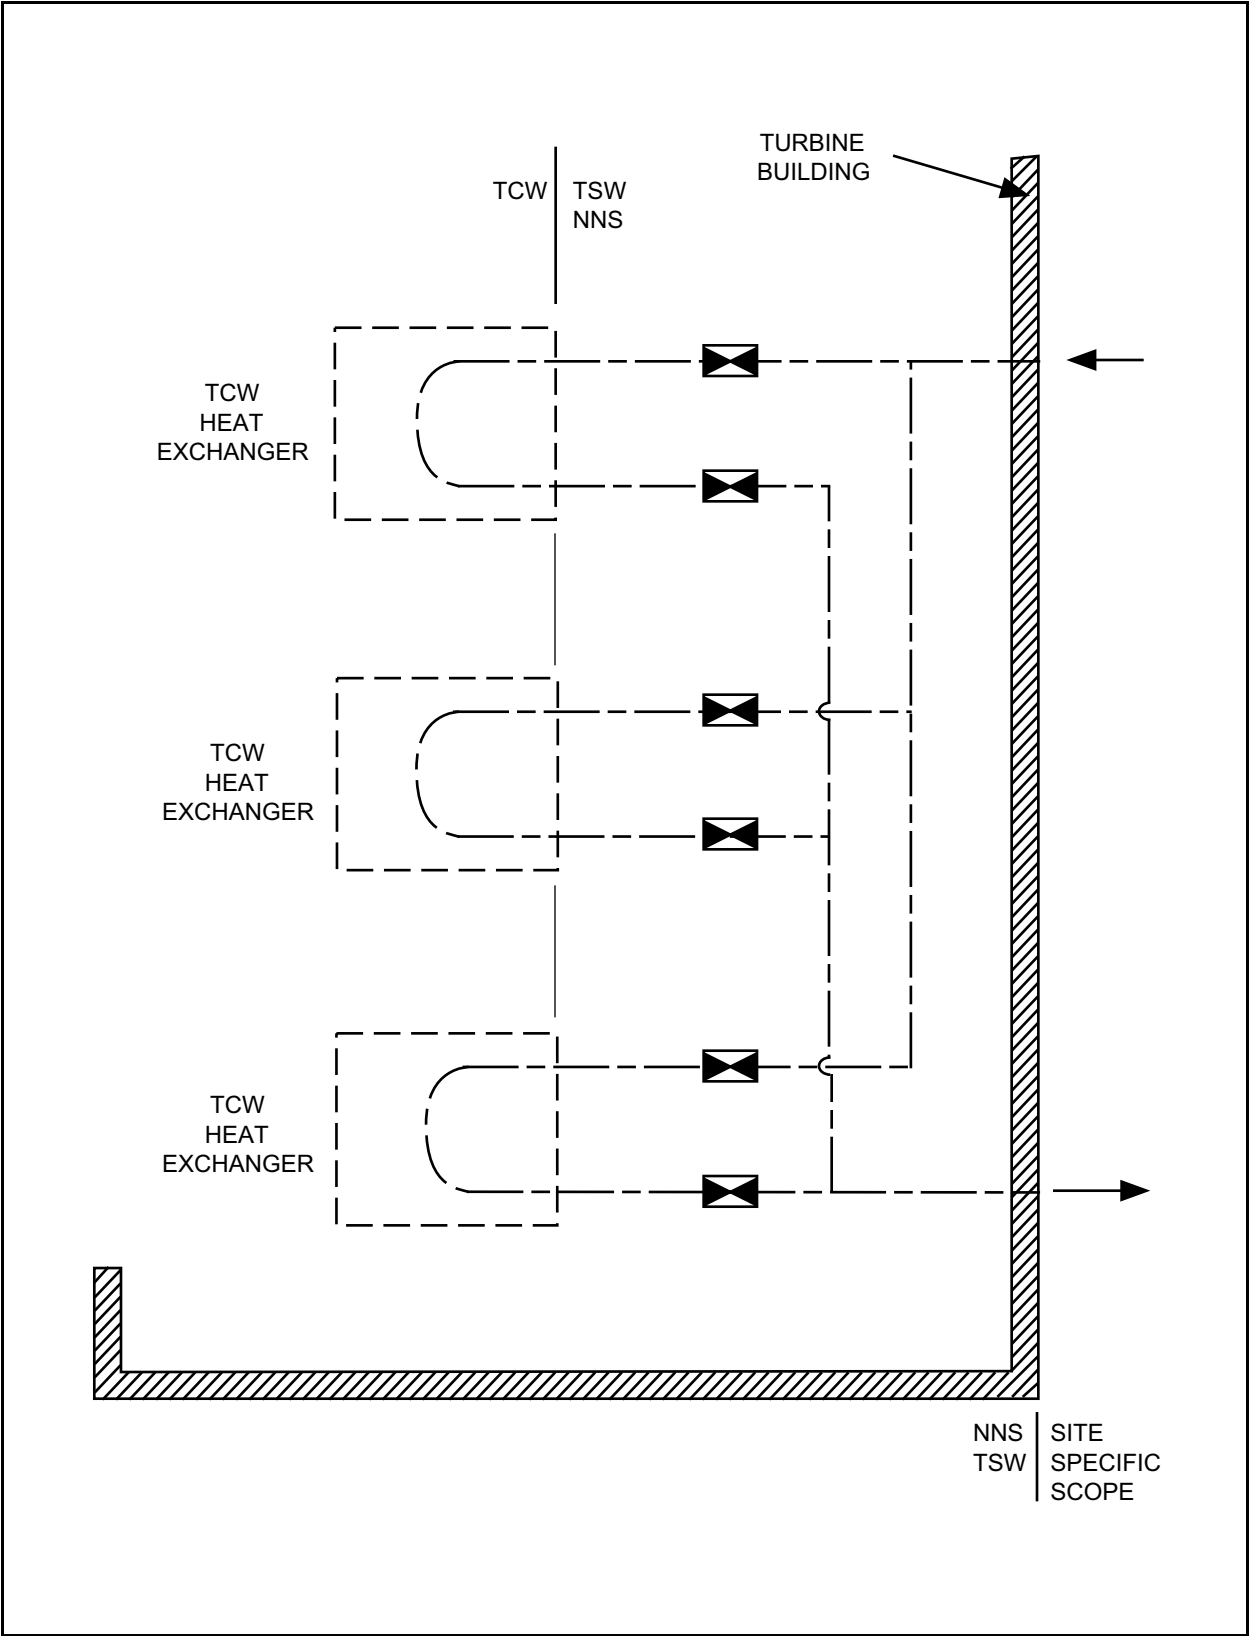 TURBINE
BUILDING
TCW
TSW
NNS
TCW
HEAT
EXCHANGER
TCW
HEAT
EXCHANGER
TCW
HEAT
EXCHANGER
NNS
TSW
SITE
SPECIFIC
SCOPE